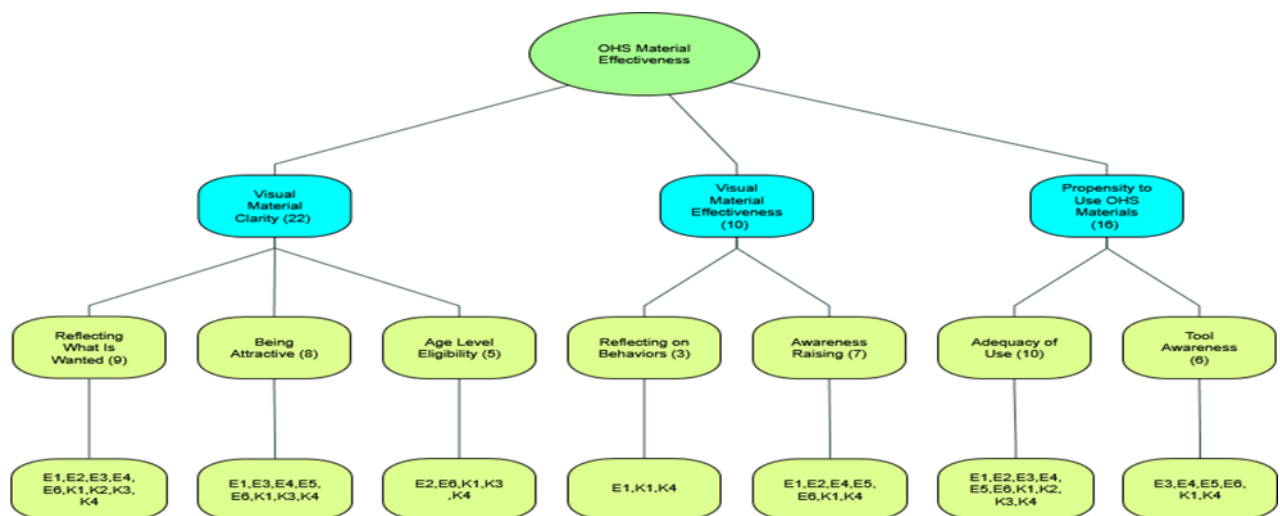 OHS Material
Effectiveness
Visual
Material
Clarity (22)
Visual
Material
Effectiveness
(10)
Propensity to
Use OHS
Materials
(16)
Reflecting
What Is
Wanted (9)
Being
Attractive (8)
Age Level
Eligibility (5)
Reflecting on
Behaviors (3)
Awareness
Raising (7)
Adequacy of
Use (10)
Tool
Awareness
(6)
E1,E2,E3,E4,
E6,K1,K2,K3,
K4
E1,E3,E4,E5,
E6,K1,K3,K4
E2,E6,K1,K3
,K4
E1,K1,K4
E1,E2,E4,E5,
E6,K1,K4
E1,E2,E3,E4,
E5,E6,K1,K2,
K3,K4
E3,E4,E5,E6,
K1,K4